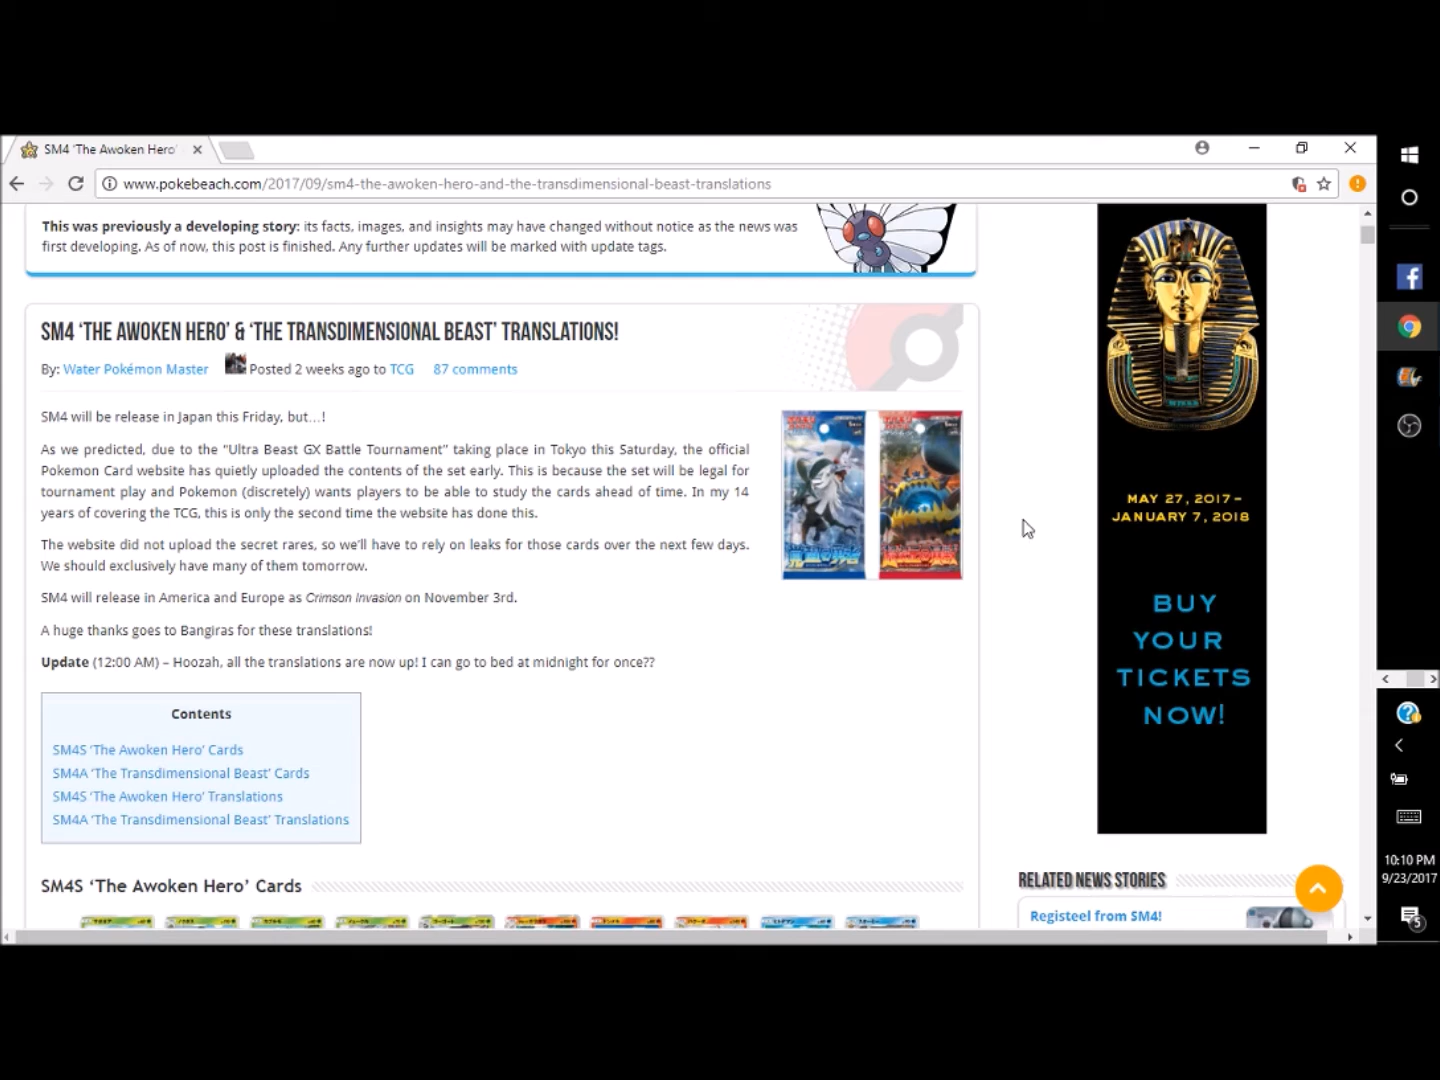 SM4 ‘The Awoken Hero’
www.pokebeach.com/2017/09/sm4-the-awoken-hero-and-the-transdimensional-beast-translations
This was previously a developing story: its facts, images, and insights may have changed without notice as the news was
first developing. As of now, this post is finished. Any further updates will be marked with update tags.
SM4 ‘THE AWOKEN HERO’ & ‘THE TRANSDIMENSIONAL BEAST’ TRANSLATIONS!
By: Water Pokémon Master Posted 2 weeks ago to TCG 87 comments
SM4 will be release in Japan this Friday, but…!
As we predicted, due to the “Ultra Beast GX Battle Tournament” taking place in Tokyo this Saturday, the official
Pokemon Card website has quietly uploaded the contents of the set early. This is because the set will be legal for
tournament play and Pokemon (discretely) wants players to be able to study the cards ahead of time. In my 14
years of covering the TCG, this is only the second time the website has done this.
The website did not upload the secret rares, so we’ll have to rely on leaks for those cards over the next few days.
We should exclusively have many of them tomorrow.
SM4 will release in America and Europe as Crimson Invasion on November 3rd.
A huge thanks goes to Bangiras for these translations!
Update (12:00 AM) – Hoozah, all the translations are now up! I can go to bed at midnight for once??
Contents
SM4S ‘The Awoken Hero’ Cards
SM4A ‘The Transdimensional Beast’ Cards
SM4S ‘The Awoken Hero’ Translations
SM4A ‘The Transdimensional Beast’ Translations
SM4S ‘The Awoken Hero’ Cards
MAY 27, 2017–
JANUARY 7, 2018
BUY
YOUR
TICKETS
NOW!
RELATED NEWS STORIES
Registeel from SM4!
10:10 PM
9/23/2017
5